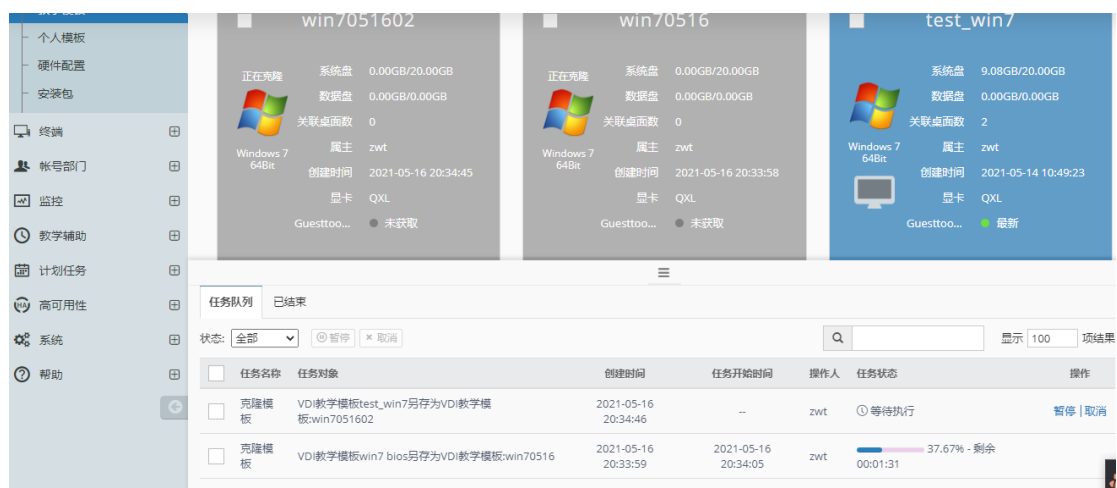 个人模板
硬件配置
安装包
终端
帐号部门
监控
教学辅助
计划任务
高可用性
系统
帮助
win7051602
正在克隆
系统盘 0.00GB/20.00GB
数据盘 0.00GB/0.00GB
关联桌面数 0
Windows 7
64Bit
属主 zwt
创建时间 2021-05-16 20:34:45
显卡 QXL
Guesttoo... 未获取
win70516
正在克隆
系统盘 0.00GB/20.00GB
数据盘 0.00GB/0.00GB
关联桌面数 0
Windows 7
64Bit
属主 zwt
创建时间 2021-05-16 20:33:58
显卡 QXL
Guesttoo... 未获取
test_win7
系统盘 9.08GB/20.00GB
数据盘 0.00GB/0.00GB
关联桌面数 2
Windows 7
64Bit
属主 zwt
创建时间 2021-05-14 10:49:23
显卡 QXL
Guesttoo... 最新
任务队列 已结束
状态: 全部 暂停 × 取消 显示 100 项结果
任务名称 任务对象 创建时间 任务开始时间 操作人 任务状态 操作
克隆模板 VDI教学模板test_win7另存为VDI教学模板:win7051602 2021-05-16 20:34:46 -- zwt 等待执行 暂停 | 取消
克隆模板 VDI教学模板win7 bios另存为VDI教学模板:win70516 2021-05-16 20:33:59 2021-05-16 20:34:05 zwt 37.67% - 剩余 00:01:31